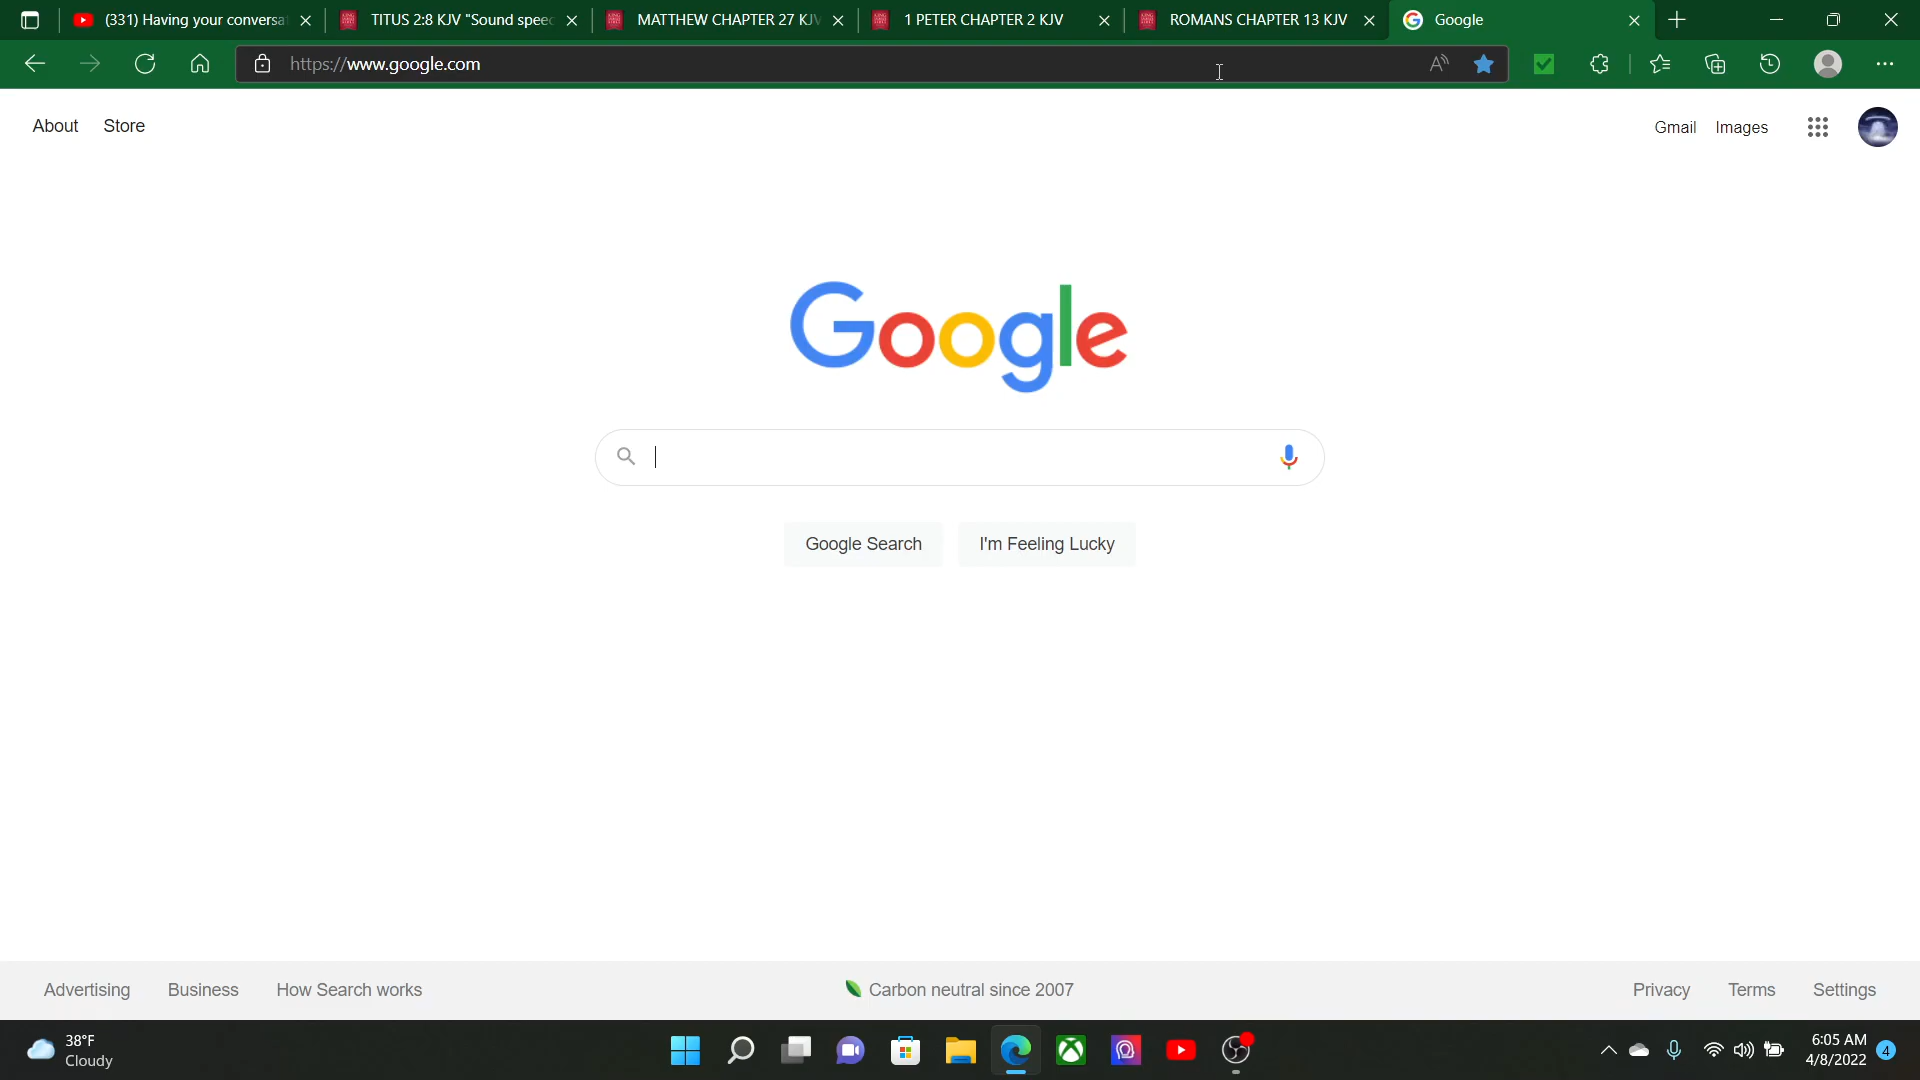 (331) Having your conversa
TITUS 2:8 KJV "Sound speec
MATTHEW CHAPTER 27 KJV
1 PETER CHAPTER 2 KJV
ROMANS CHAPTER 13 KJV
Google
https://www.google.com
About Store
Gmail Images
Google
Google Search I'm Feeling Lucky
Advertising Business How Search works
Carbon neutral since 2007
Privacy Terms Settings
38°F
Cloudy
6:05 AM
4/8/2022
4